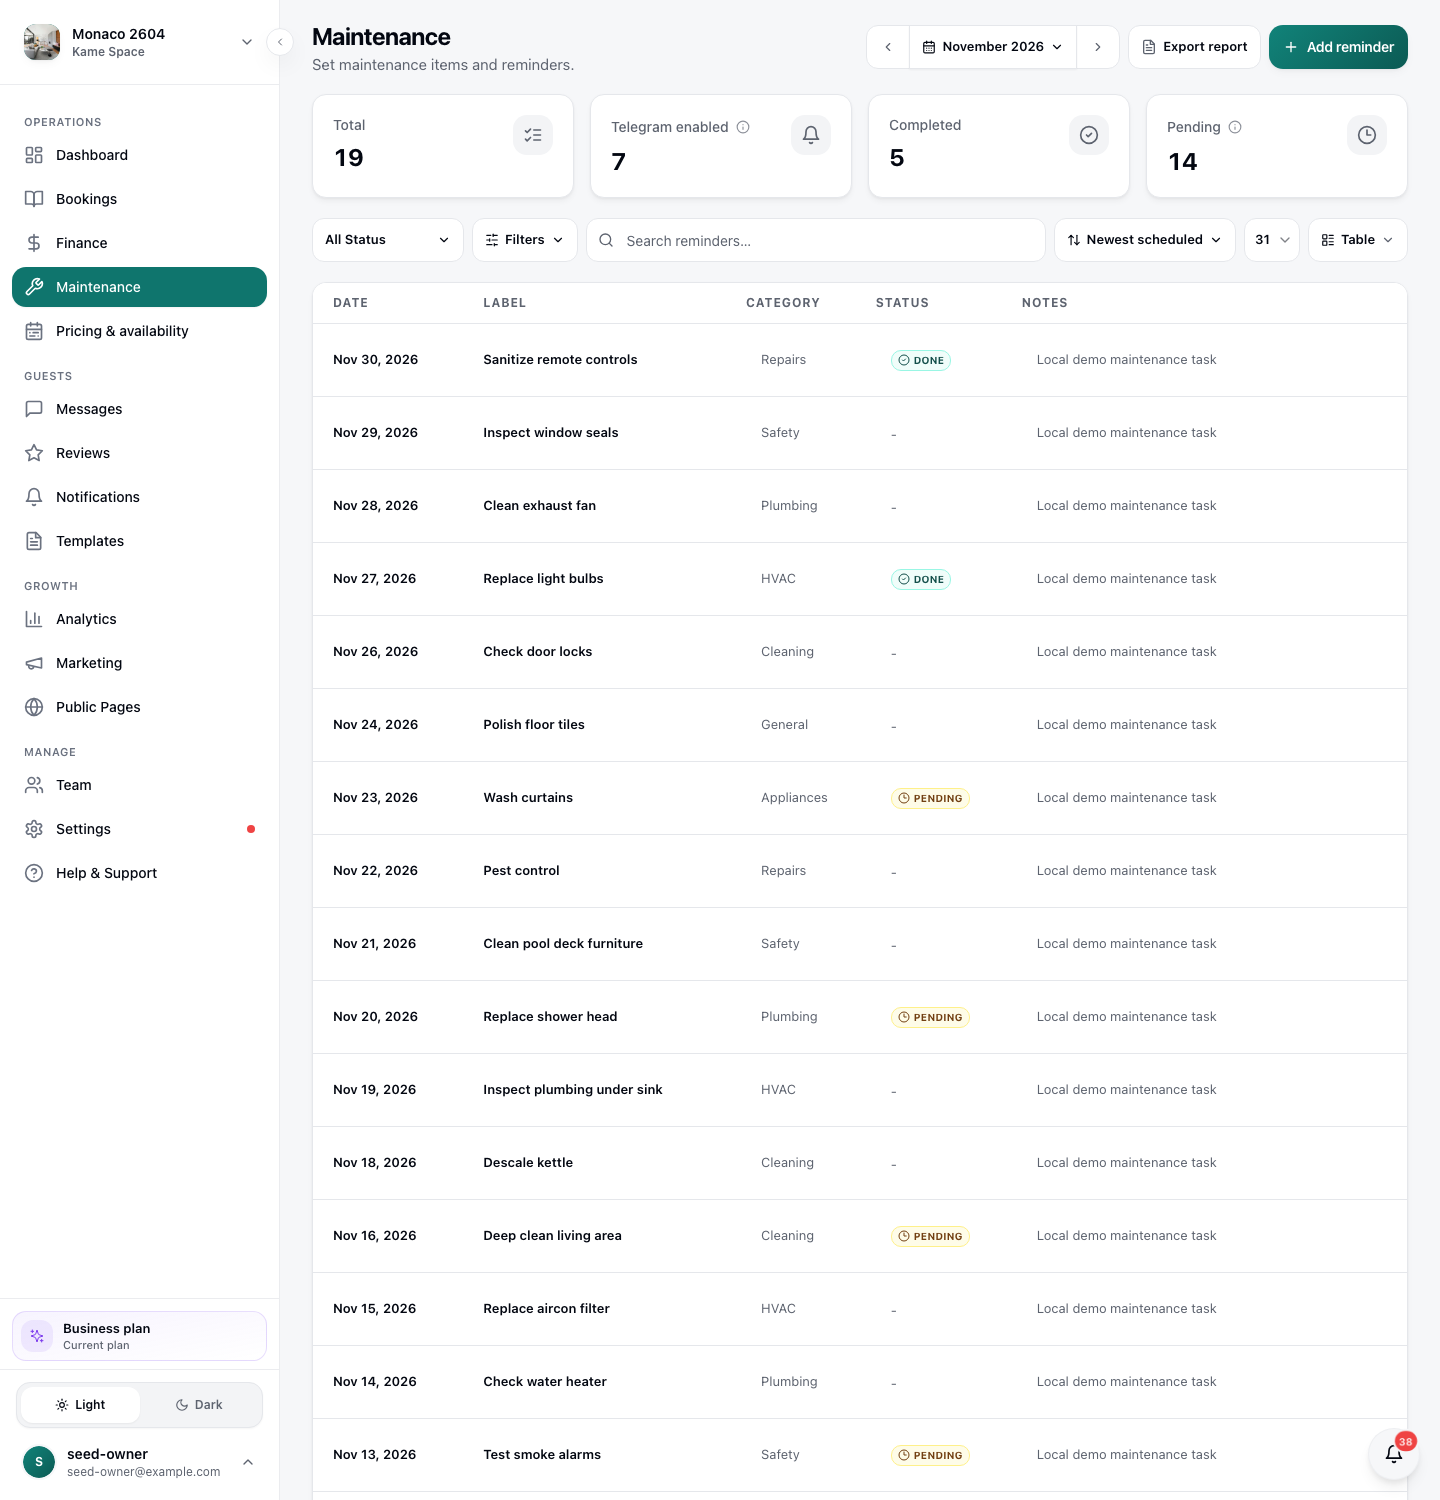 Monaco 2604
Kame Space
OPERATIONS
Dashboard
Bookings
Finance
Maintenance
Pricing & availability
GUESTS
Messages
Reviews
Notifications
Templates
GROWTH
Analytics
Marketing
Public Pages
MANAGE
Team
Settings
Help & Support
Business plan
Current plan
Light
Dark
S
seed-owner
seed-owner@example.com
Maintenance
Set maintenance items and reminders.
November 2026
Export report
Add reminder
Total
19
Telegram enabled
7
Completed
5
Pending
14
All Status
Filters
Search reminders...
Newest scheduled
31
Table
DATE LABEL CATEGORY STATUS NOTES
Nov 30, 2026 Sanitize remote controls Repairs DONE Local demo maintenance task
Nov 29, 2026 Inspect window seals Safety - Local demo maintenance task
Nov 28, 2026 Clean exhaust fan Plumbing - Local demo maintenance task
Nov 27, 2026 Replace light bulbs HVAC DONE Local demo maintenance task
Nov 26, 2026 Check door locks Cleaning - Local demo maintenance task
Nov 24, 2026 Polish floor tiles General - Local demo maintenance task
Nov 23, 2026 Wash curtains Appliances PENDING Local demo maintenance task
Nov 22, 2026 Pest control Repairs - Local demo maintenance task
Nov 21, 2026 Clean pool deck furniture Safety - Local demo maintenance task
Nov 20, 2026 Replace shower head Plumbing PENDING Local demo maintenance task
Nov 19, 2026 Inspect plumbing under sink HVAC - Local demo maintenance task
Nov 18, 2026 Descale kettle Cleaning - Local demo maintenance task
Nov 16, 2026 Deep clean living area Cleaning PENDING Local demo maintenance task
Nov 15, 2026 Replace aircon filter HVAC - Local demo maintenance task
Nov 14, 2026 Check water heater Plumbing - Local demo maintenance task
Nov 13, 2026 Test smoke alarms Safety PENDING Local demo maintenance task
38